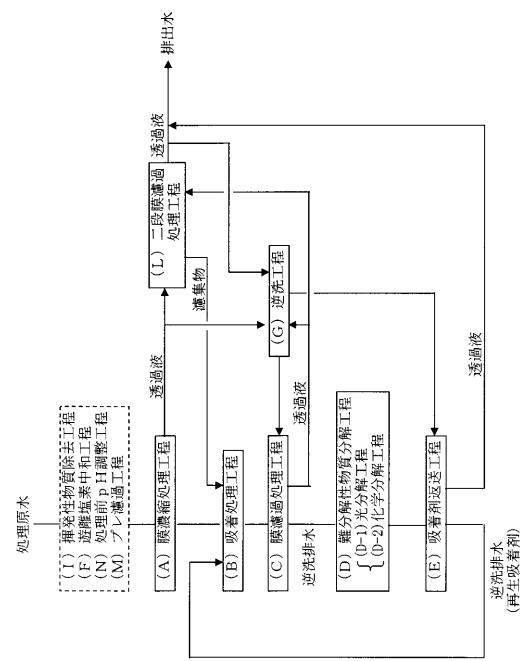 処理原水
(I) 揮発性物質除去工程
(F) 遊離塩素中和工程
(N) 処理前pH調整工程
(M) プレ濾過工程
(A) 膜濃縮処理工程
透過液
(L) 二段膜濾過
処理工程
透過液
排出水
濾集物
(B) 吸着処理工程
(G) 逆洗工程
(C) 膜濾過処理工程
透過液
逆洗排水
(D) 難分解性物質分解工程
(D-1)光分解工程
(D-2)化学分解工程
(E) 吸着剤返送工程
透過液
逆洗排水
(再生吸着剤)